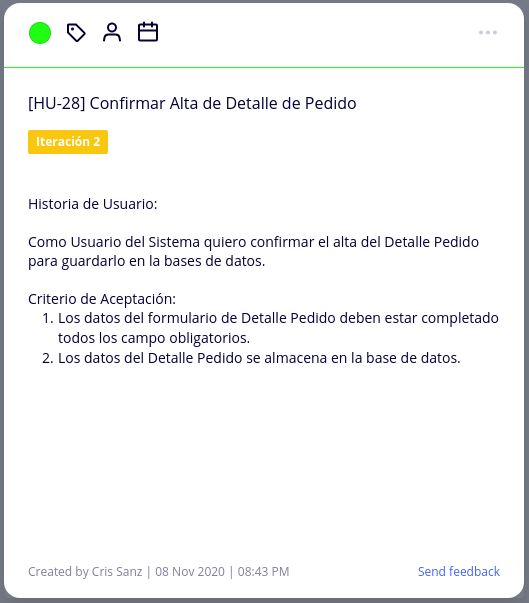 [HU-28] Confirmar Alta de Detalle de Pedido
Iteración 2
Historia de Usuario:
Como Usuario del Sistema quiero confirmar el alta del Detalle Pedido
para guardarlo en la bases de datos.
Criterio de Aceptación:
1. Los datos del formulario de Detalle Pedido deben estar completado
todos los campo obligatorios.
2. Los datos del Detalle Pedido se almacena en la base de datos.
Created by Cris Sanz | 08 Nov 2020 | 08:43 PM
Send feedback